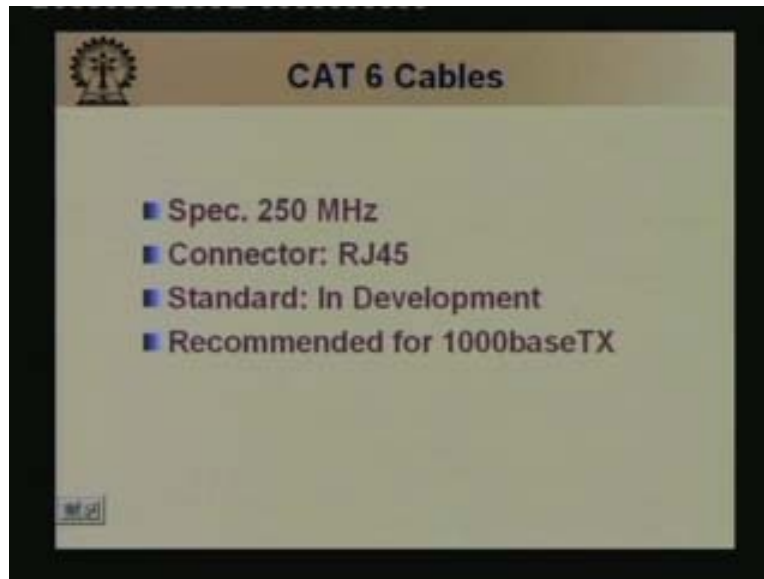 CAT 6 Cables
Spec. 250 MHz
Connector: RJ45
Standard: In Development
Recommended for 1000baseTX